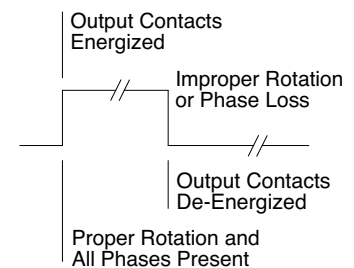 Output Contacts
Energized
Improper Rotation
or Phase Loss
Output Contacts
De-Energized
Proper Rotation and
All Phases Present